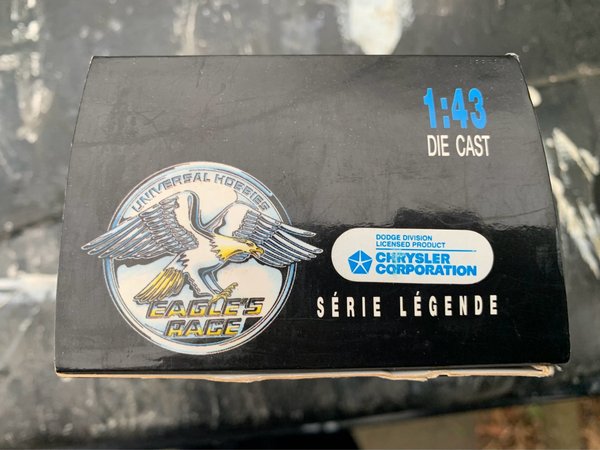 1:43
DIE CAST
UNIVERSAL HOBBIES
EAGLE'S
RACE
DODGE DIVISION
LICENSED PRODUCT
CHRYSLER
CORPORATION
SÉRIE LÉGENDE